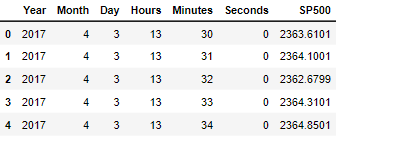 Year Month Day Hours Minutes Seconds SP500
0 2017 4 3 13 30 0 2363.6101
1 2017 4 3 13 31 0 2364.1001
2 2017 4 3 13 32 0 2362.6799
3 2017 4 3 13 33 0 2364.3101
4 2017 4 3 13 34 0 2364.8501